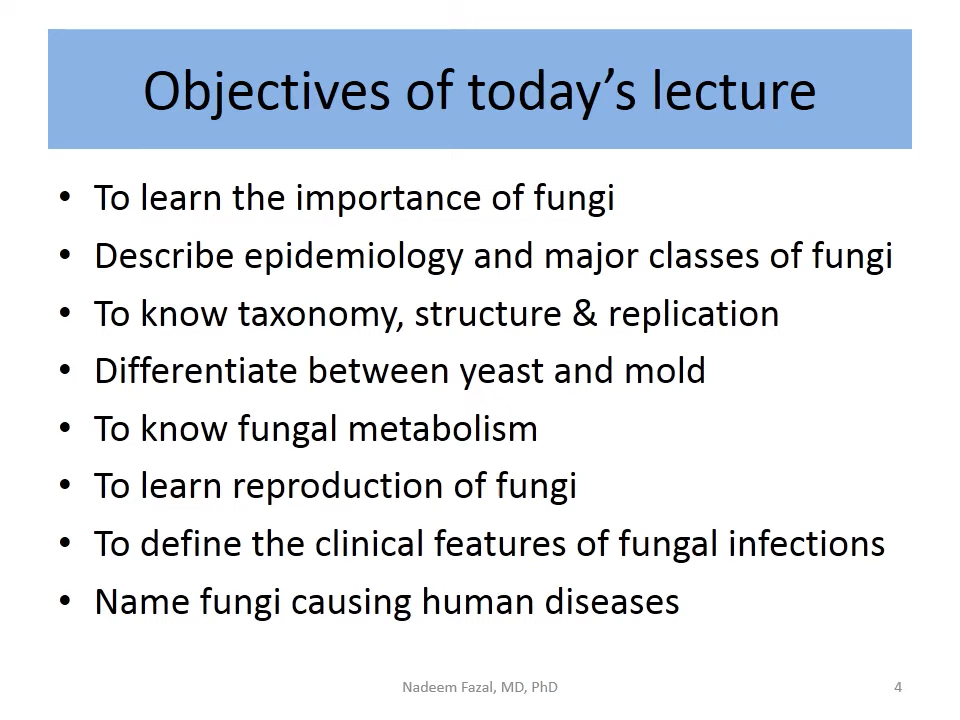 Objectives of today’s lecture
• To learn the importance of fungi
• Describe epidemiology and major classes of fungi
• To know taxonomy, structure & replication
• Differentiate between yeast and mold
• To know fungal metabolism
• To learn reproduction of fungi
• To define the clinical features of fungal infections
• Name fungi causing human diseases
Nadeem Fazal, MD, PhD
4